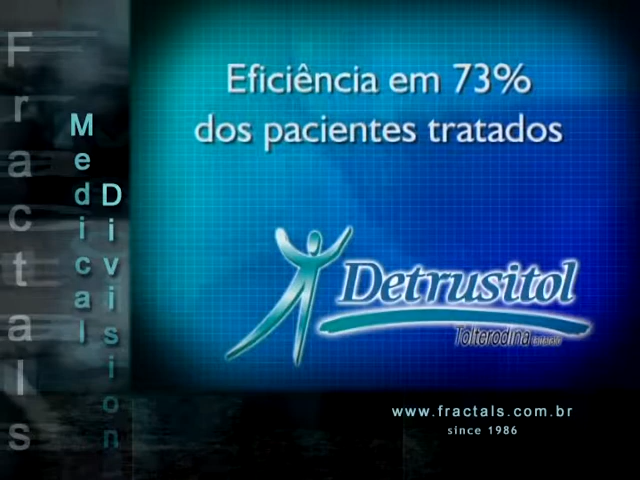 Fractals
Medical
Division
Eficiência em 73%
dos pacientes tratados
Detrusitol
Tolterodina
www.fractals.com.br
since 1986